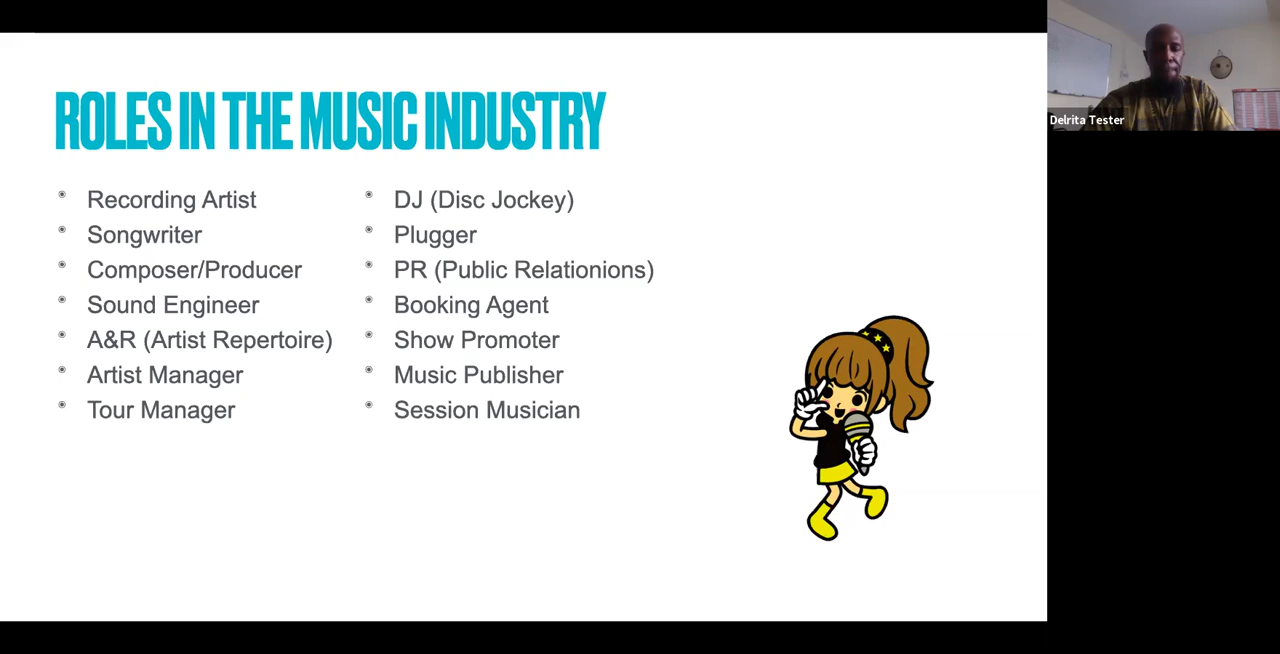 ROLES IN THE MUSIC INDUSTRY
Recording Artist
Songwriter
Composer/Producer
Sound Engineer
A&R (Artist Repertoire)
Artist Manager
Tour Manager
DJ (Disc Jockey)
Plugger
PR (Public Relationions)
Booking Agent
Show Promoter
Music Publisher
Session Musician
Delrita Tester